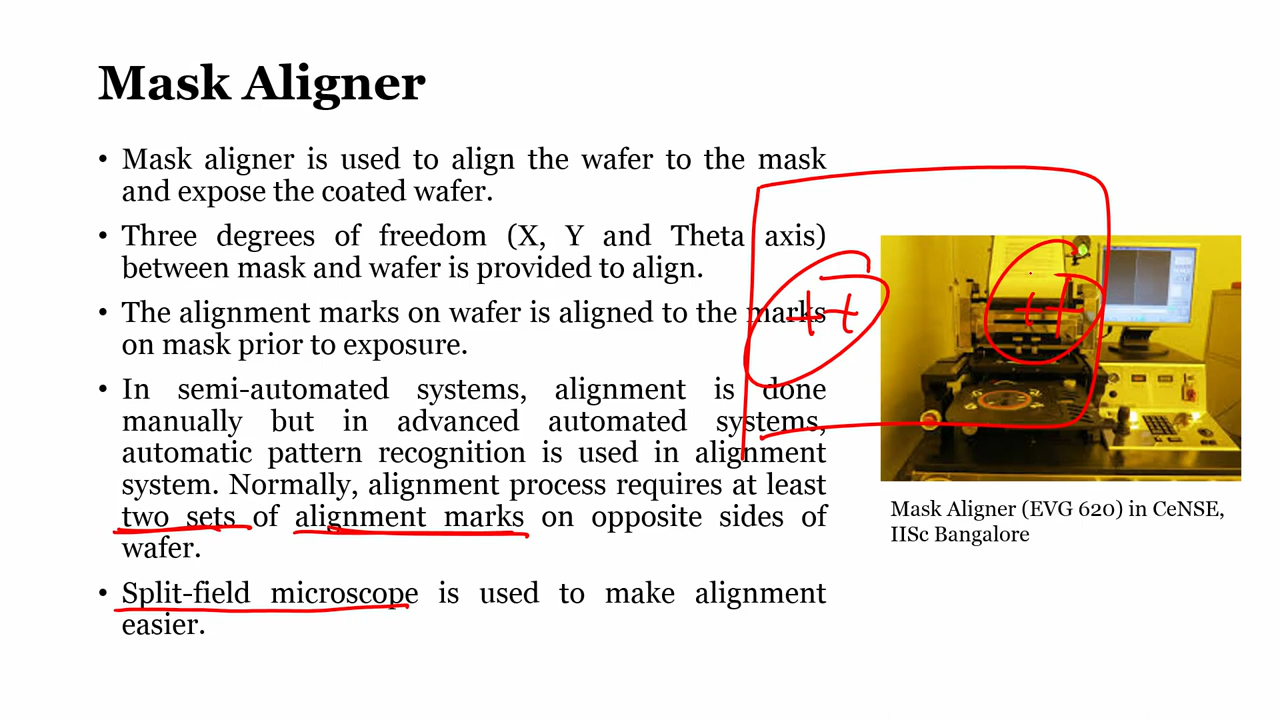 Mask Aligner
• Mask aligner is used to align the wafer to the mask
and expose the coated wafer.
• Three degrees of freedom (X, Y and Theta axis)
between mask and wafer is provided to align.
• The alignment marks on wafer is aligned to the marks
on mask prior to exposure.
• In semi-automated systems, alignment is done
manually but in advanced automated systems,
automatic pattern recognition is used in alignment
system. Normally, alignment process requires at least
two sets of alignment marks on opposite sides of
wafer.
• Split-field microscope is used to make alignment
easier.
++
++
Mask Aligner (EVG 620) in CeNSE,
IISc Bangalore